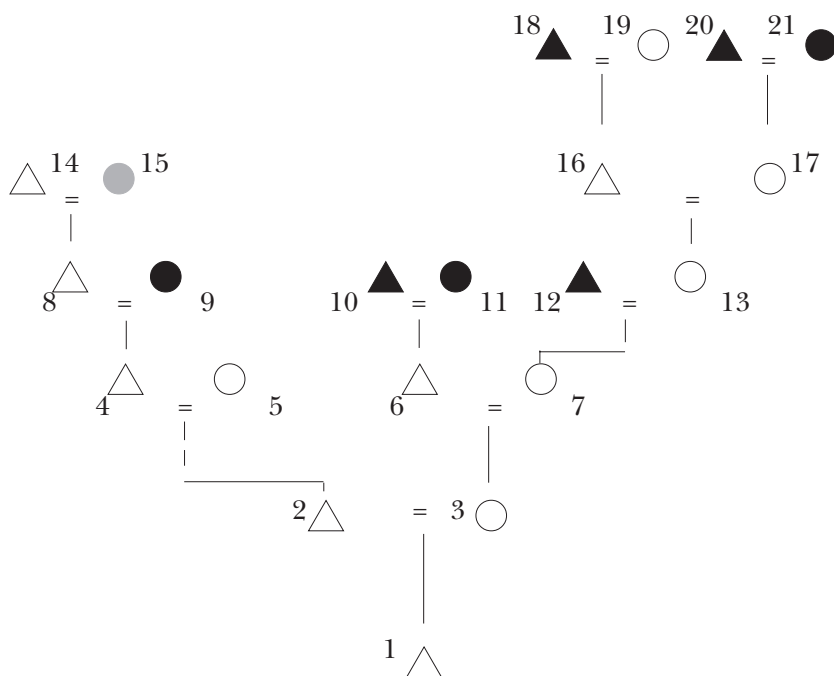 18 = 19 20 = 21
14 = 15 16 = 17
8 = 9 10 = 11 12 = 13
4 = 5 6 = 7
2 = 3
1